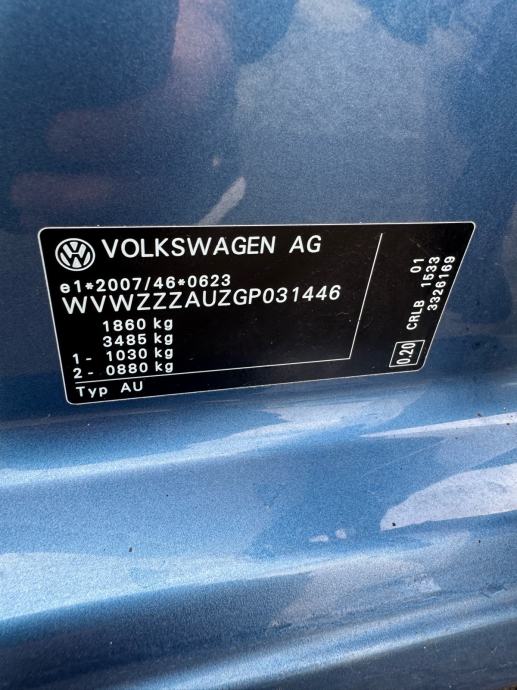 VOLKSWAGEN AG
e1*2007/46*0623
WVWZZZAUZGP031446
1860 kg
3485 kg
1 - 1030 kg
2 - 0880 kg
Typ AU
0.20
01
CRLB 1533
3326169